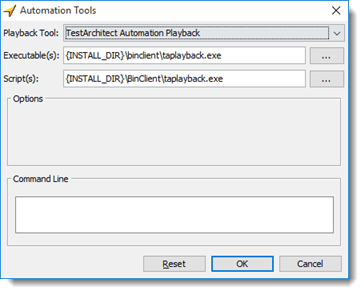 Automation Tools
Playback Tool: TestArchitect Automation Playback
Executable(s): {INSTALL_DIR}\binclient\taplayback.exe ...
Script(s): {INSTALL_DIR}\BinClient\taplayback.exe ...
Options
Command Line
Reset OK Cancel